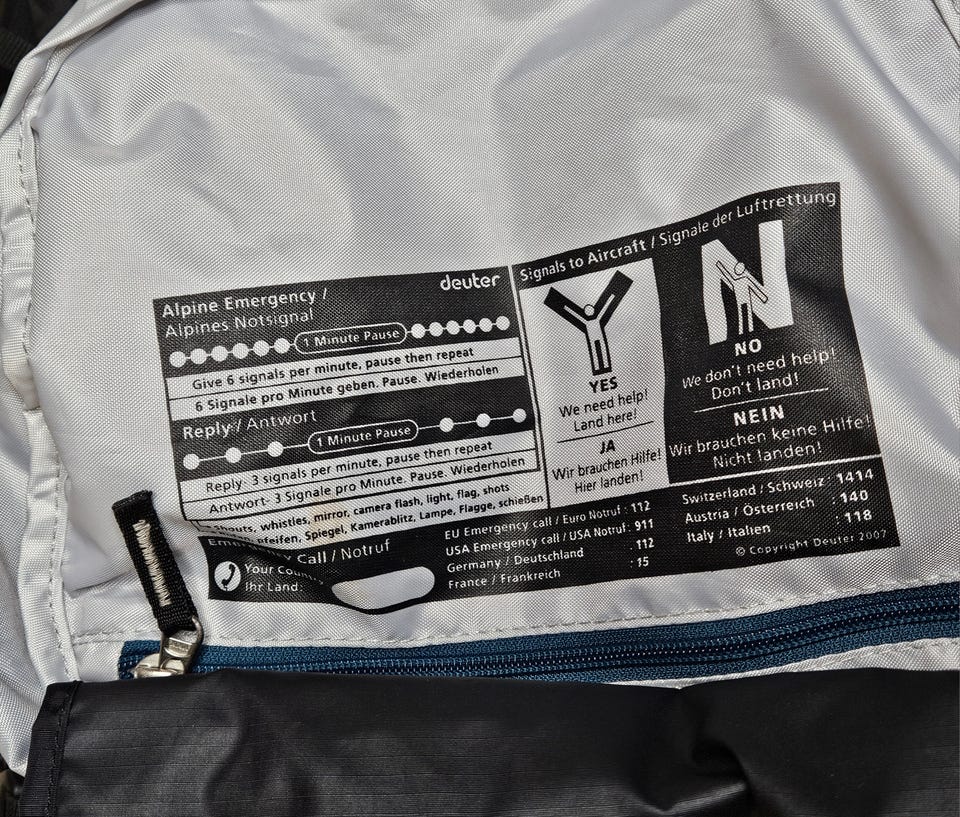 deuter
Alpine Emergency /
Alpines Notsignal
1 Minute Pause
Give 6 signals per minute, pause then repeat
6 Signale pro Minute geben. Pause. Wiederholen
Reply / Antwort
1 Minute Pause
Reply- 3 signals per minute, pause then repeat
Antwort- 3 Signale pro Minute. Pause. Wiederholen
shouts, whistles, mirror, camera flash, light, flag, shots
pfeifen, Spiegel, Kamerablitz, Lampe, Flagge, schießen
Signals to Aircraft / Signale der Luftrettung
Y
YES
We need help!
Land here!
JA
Wir brauchen Hilfe!
Hier landen!
N
NO
We don't need help!
Don't land!
NEIN
Wir brauchen keine Hilfe!
Nicht landen!
Call / Notruf
Your
Ihr Land:
EU Emergency call / Euro Notruf : 112
USA Emergency call / USA Notruf : 911
Germany / Deutschland : 112
France / Frankreich : 15
Switzerland / Schweiz : 1414
Austria / Österreich : 140
Italy / Italien : 118
© Copyright Deuter 2007